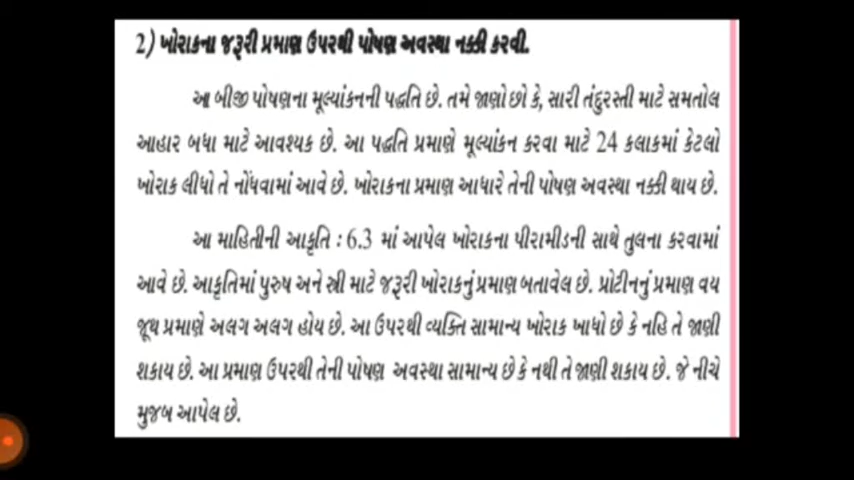 2) ખોરાકના જરૂરી પ્રમાણ ઉપરથી પોષણ અવસ્થા નક્કી કરવી.
આ બીજી પોષણના મૂલ્યાંકનની પદ્ધતિ છે. તમે જાણો છો કે, સારી તંદુરસ્તી માટે સમતોલ
આહાર બધા માટે આવશ્યક છે. આ પદ્ધતિ પ્રમાણે મૂલ્યાંકન કરવા માટે 24 કલાકમાં કેટલો
ખોરાક લીધો તે નોંધવામાં આવે છે. ખોરાકના પ્રમાણ આધારે તેની પોષણ અવસ્થા નક્કી થાય છે.
આ માહિતીની આકૃતિ : 6.3 માં આપેલ ખોરાકના પીરામીડની સાથે તુલના કરવામાં
આવે છે. આકૃતિમાં પુરુષ અને સ્ત્રી માટે જરૂરી ખોરાકનું પ્રમાણ બતાવેલ છે. પ્રોટીનનું પ્રમાણ વય
જૂથ પ્રમાણે અલગ અલગ હોય છે. આ ઉપરથી વ્યક્તિ સામાન્ય ખોરાક ખાધો છે કે નહિ તે જાણી
શકાય છે. આ પ્રમાણ ઉપરથી તેની પોષણ અવસ્થા સામાન્ય છે કે નથી તે જાણી શકાય છે. જે નીચે
મુજબ આપેલ છે.